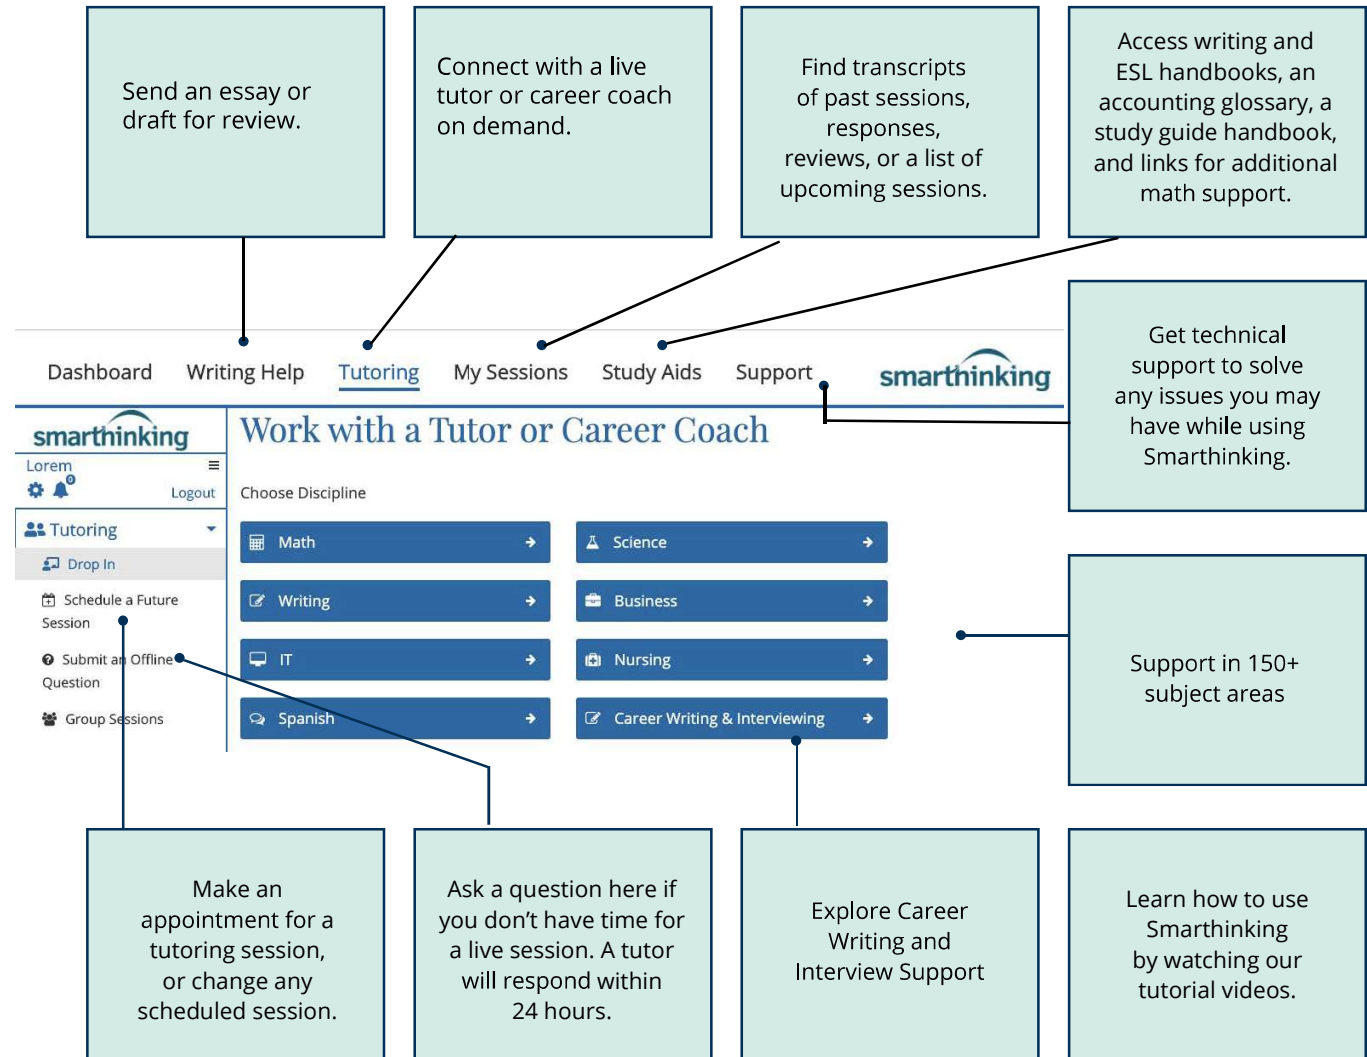 Send an essay or
draft for review.
Connect with a live
tutor or career coach
on demand.
Find transcripts
of past sessions,
responses,
reviews, or a list of
upcoming sessions.
Access writing and
ESL handbooks, an
accounting glossary, a
study guide handbook,
and links for additional
math support.
Get technical
support to solve
any issues you may
have while using
Smarthinking.
Dashboard Writing Help Tutoring My Sessions Study Aids Support smarthinking
smarthinking
Lorem
0
Logout
Tutoring
Drop In
Schedule a Future
Session
Submit an Offline
Question
Group Sessions
Work with a Tutor or Career Coach
Choose Discipline
Math
Science
Writing
Business
IT
Nursing
Spanish
Career Writing & Interviewing
Support in 150+
subject areas
Make an
appointment for a
tutoring session,
or change any
scheduled session.
Ask a question here if
you don’t have time for
a live session. A tutor
will respond within
24 hours.
Explore Career
Writing and
Interview Support
Learn how to use
Smarthinking
by watching our
tutorial videos.